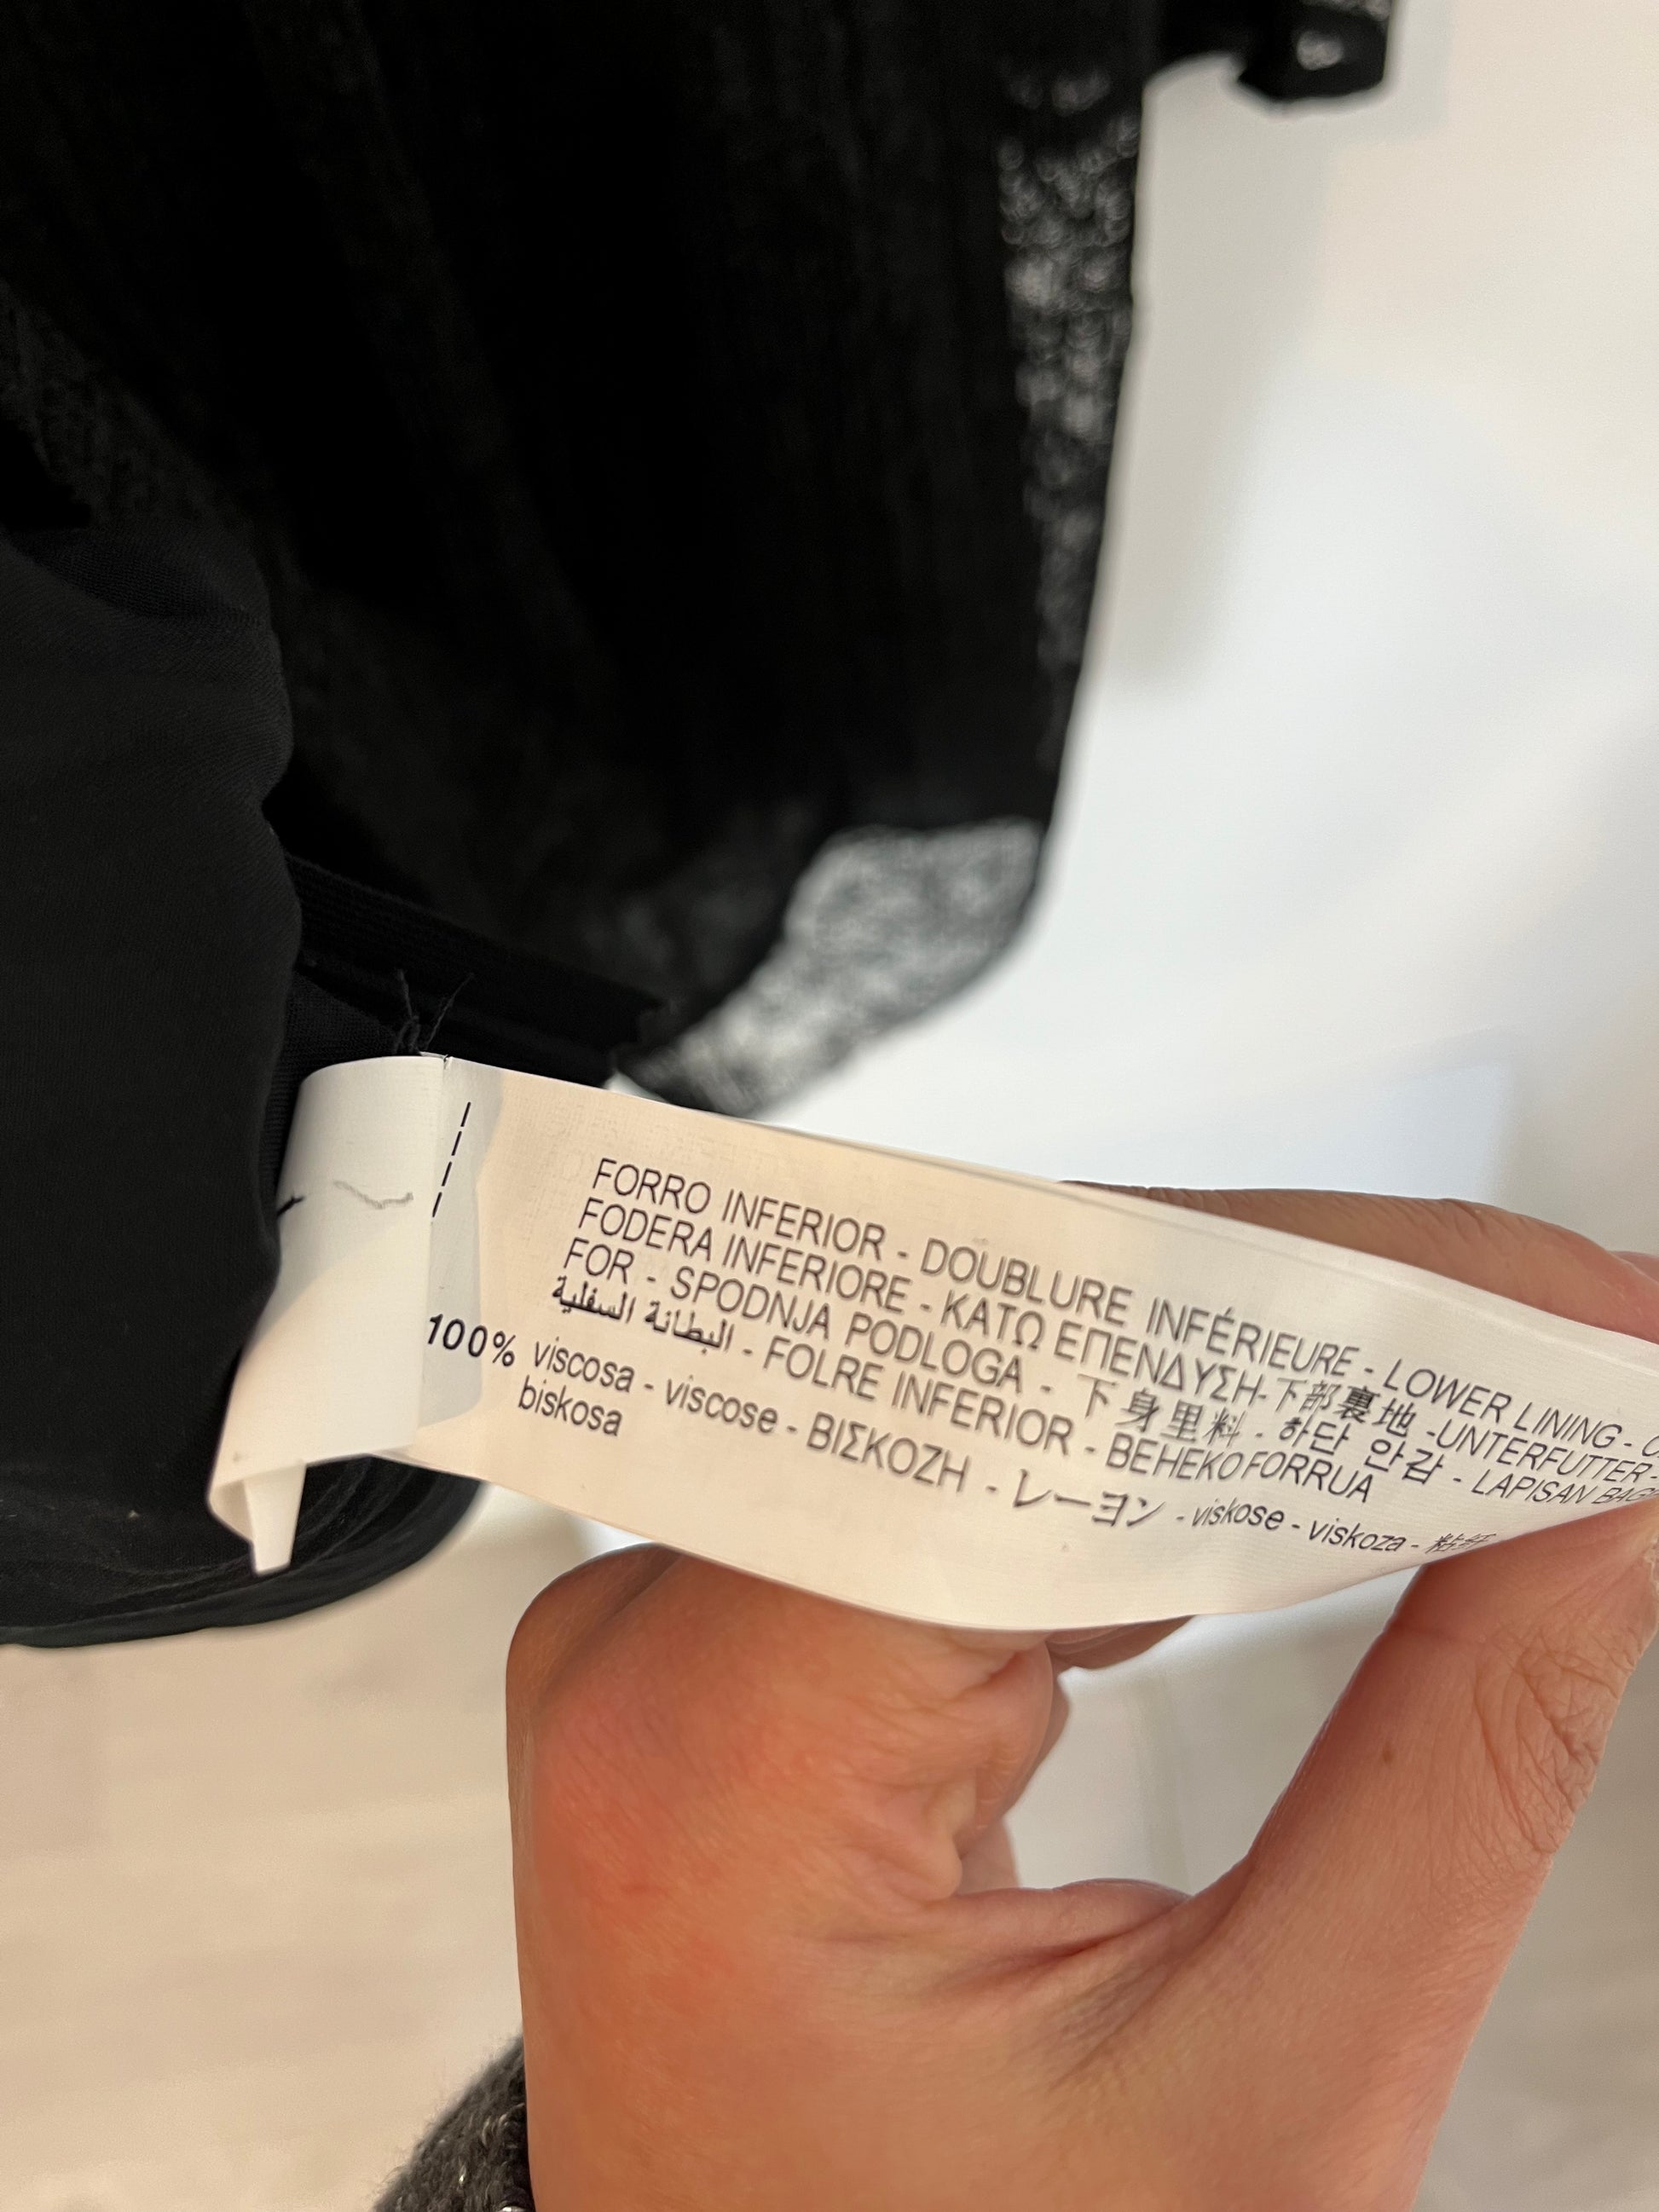 FORRO INFERIOR - DOUBLURE INFÉRIEURE - LOWER LINING -
FODERA INFERIORE - ΚΑΤΩ ΕΠΕΝΔΥΣΗ-下部裏地 -UNTERFUTTER-
FOR - SPODNJA PODLOGA - 下身里料 - 하단 안감 - LAPISAN
البطانة السفلية - FOLRE INFERIOR - BEHEKO FORRUA
100% viscosa - viscose - ΒΙΣΚΟΖΗ - レーヨン - viskose - viskoza -
biskosa